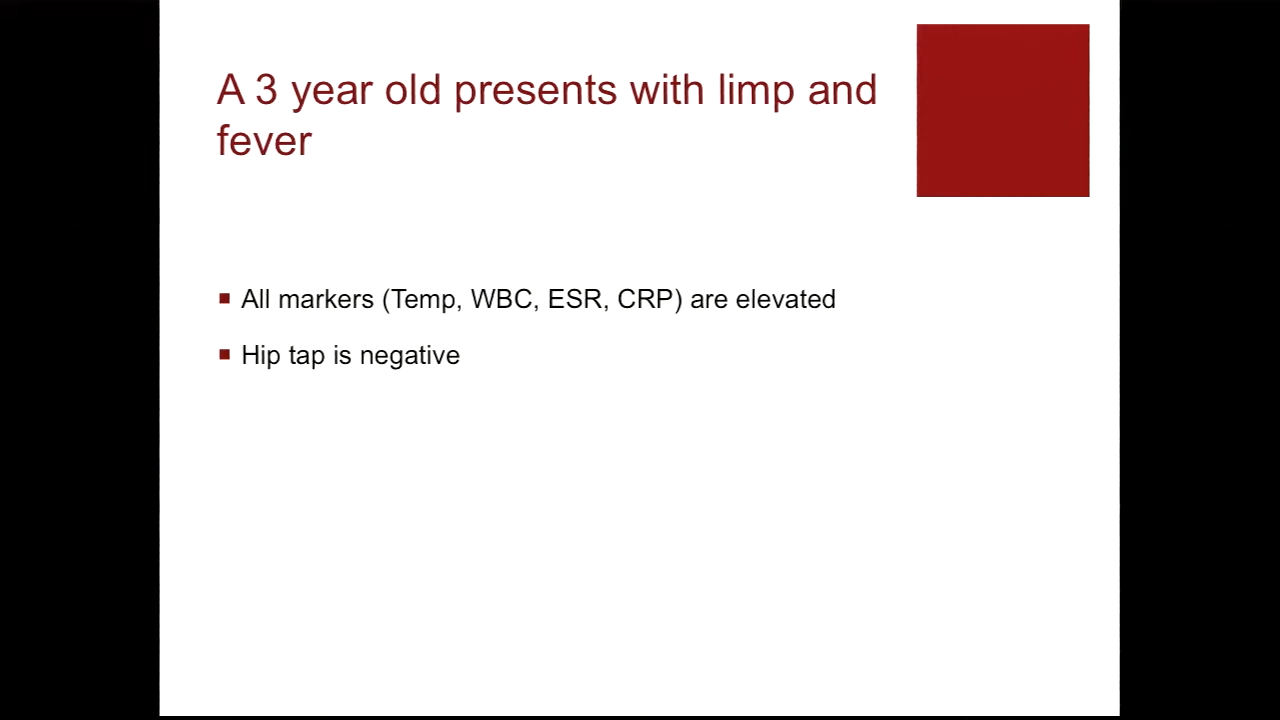 A 3 year old presents with limp and
fever
All markers (Temp, WBC, ESR, CRP) are elevated
Hip tap is negative